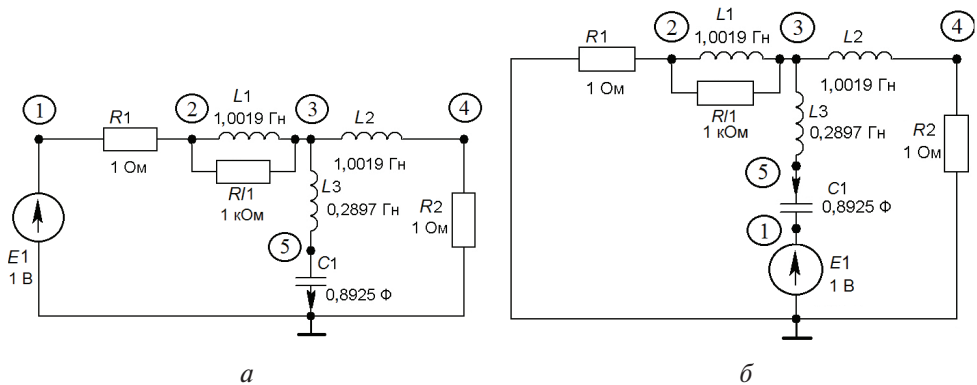 1
R1
1 Ом
2
L1
1,0019 Гн
3
L2
4
1,0019 Гн
Rl1
1 кОм
L3
0,2897 Гн
R2
1 Ом
5
C1
0,8925 Ф
E1
1 В
а
R1
1 Ом
2
L1
1,0019 Гн
3
L2
4
1,0019 Гн
Rl1
1 кОм
L3
0,2897 Гн
R2
1 Ом
5
C1
0,8925 Ф
1
E1
1 В
б